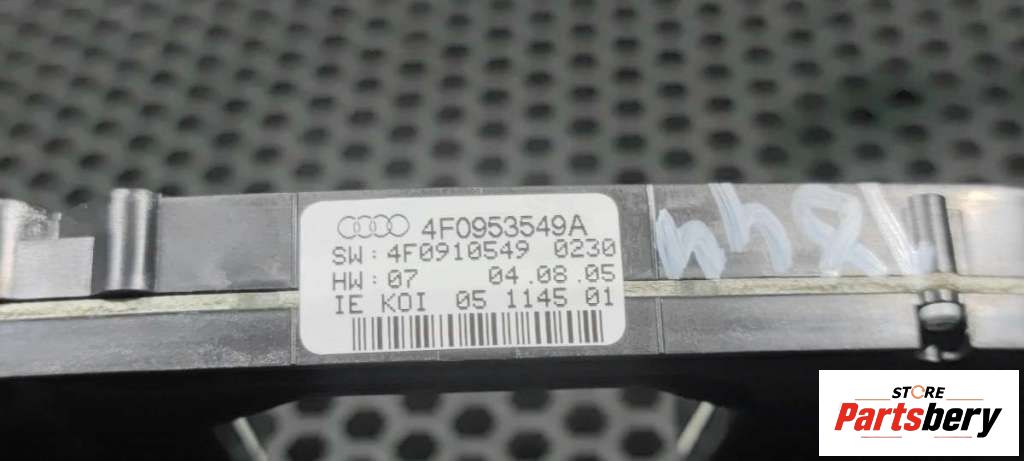 4F0953549A
SW: 4F0910549 0230
HW: 07 04.08.05
IE KOI 05 1145 01
STORE
Partsbery